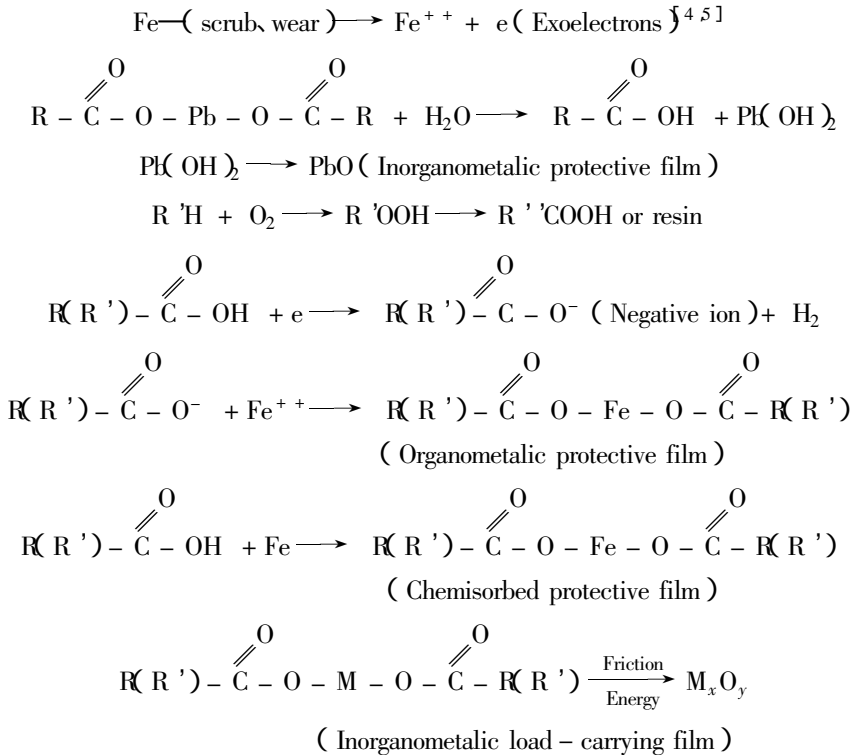 Fe—( scrub、wear )⟶ Fe⁺⁺ + e ( Exoelectrons )[4,5]
O O O
R – C – O – Pb – O – C – R + H₂O ⟶ R – C – OH + Pb( OH )₂
Pb( OH )₂ ⟶ PbO ( Inorganometalic protective film )
R 'H + O₂ ⟶ R 'OOH ⟶ R ' 'COOH or resin
O O
R( R' ) – C – OH + e ⟶ R( R' ) – C – O⁻ ( Negative ion ) + H₂
O O O
R( R' ) – C – O⁻ + Fe⁺⁺ ⟶ R( R' ) – C – O – Fe – O – C – R( R' )
( Organometalic protective film )
O O O
R( R' ) – C – OH + Fe ⟶ R( R' ) – C – O – Fe – O – C – R( R' )
( Chemisorbed protective film )
O O
Friction
R( R' ) – C – O – M – O – C – R( R' ) ⟶ MₓOᵧ
Energy
( Inorganometalic load – carrying film )